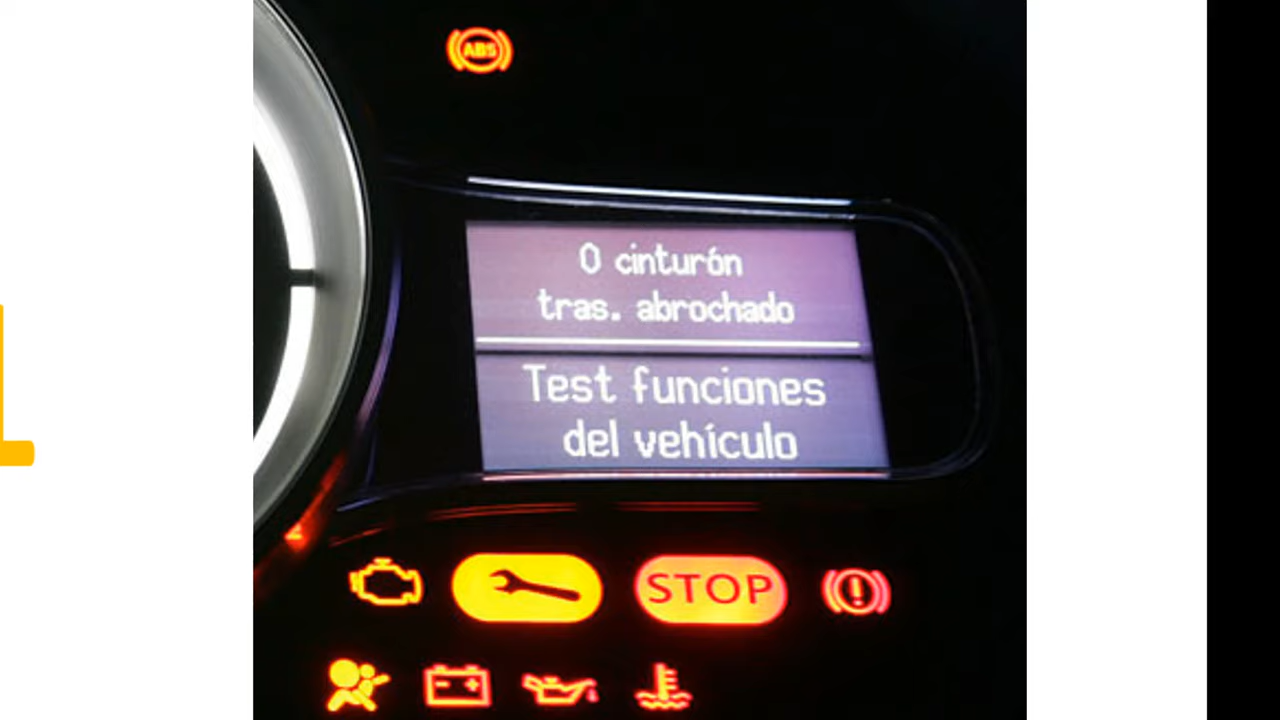 ABS
0 cinturón
tras. abrochado
Test funciones
del vehículo
STOP